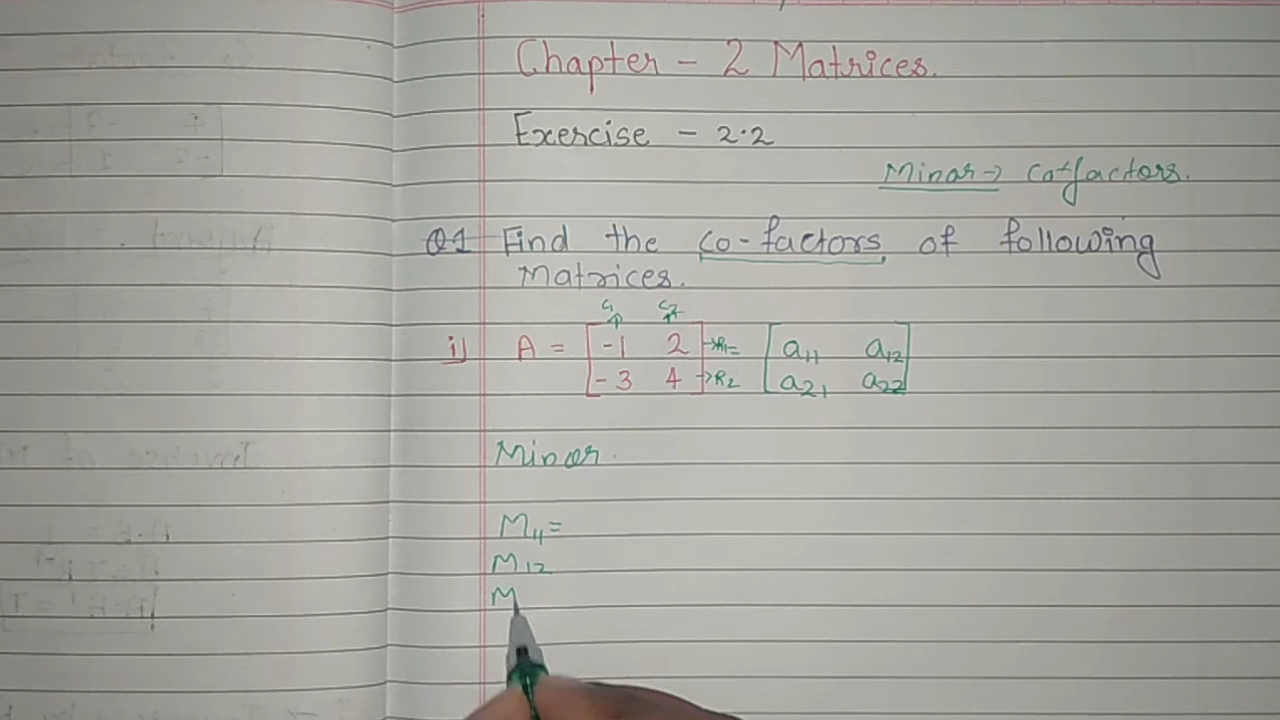 Chapter - 2 Matrices.
Exercise - 2.2
Minor → Co-factors.
Q1 Find the co-factors of following
Matrices.
C1 C2
i) A = [-1 2 → R1 = [a11 a12
-3 4] → R2 a21 a22]
Minor.
M11 =
M12
M